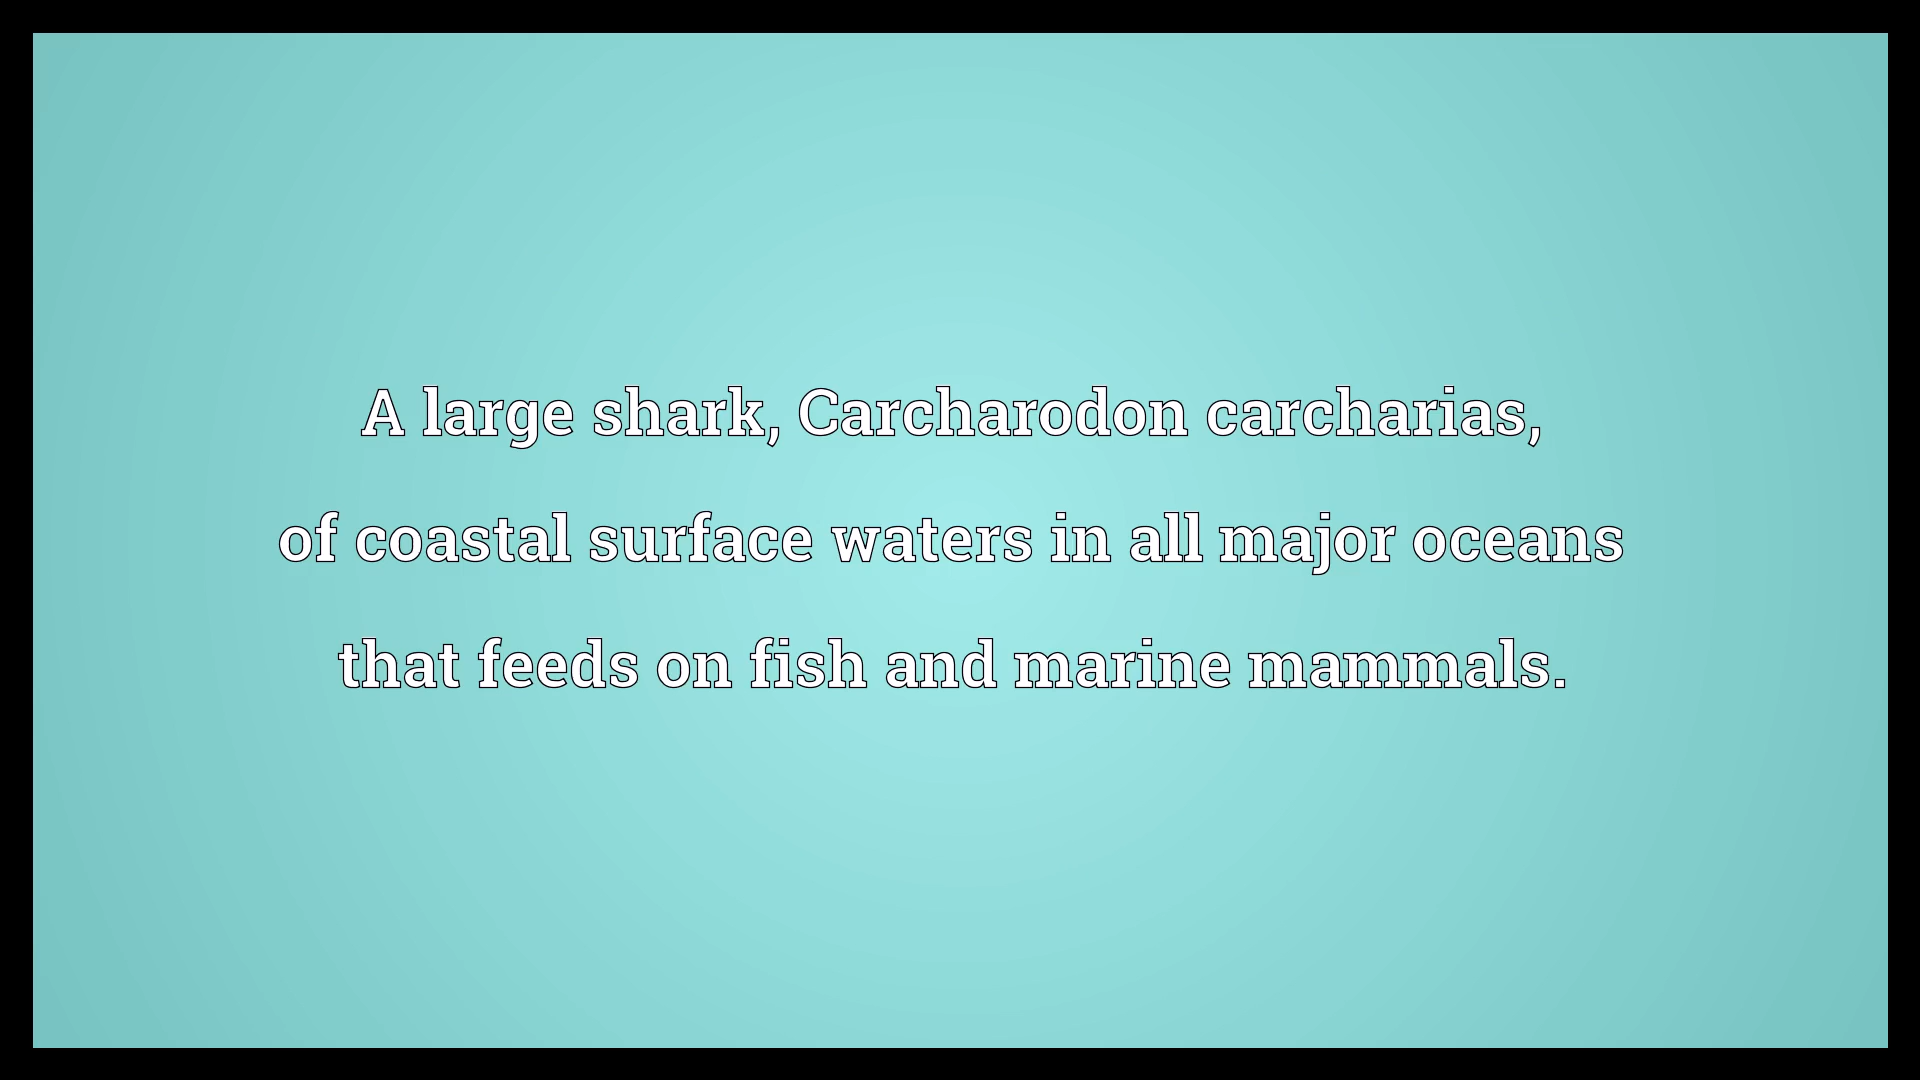 A large shark, Carcharodon carcharias,
of coastal surface waters in all major oceans
that feeds on fish and marine mammals.